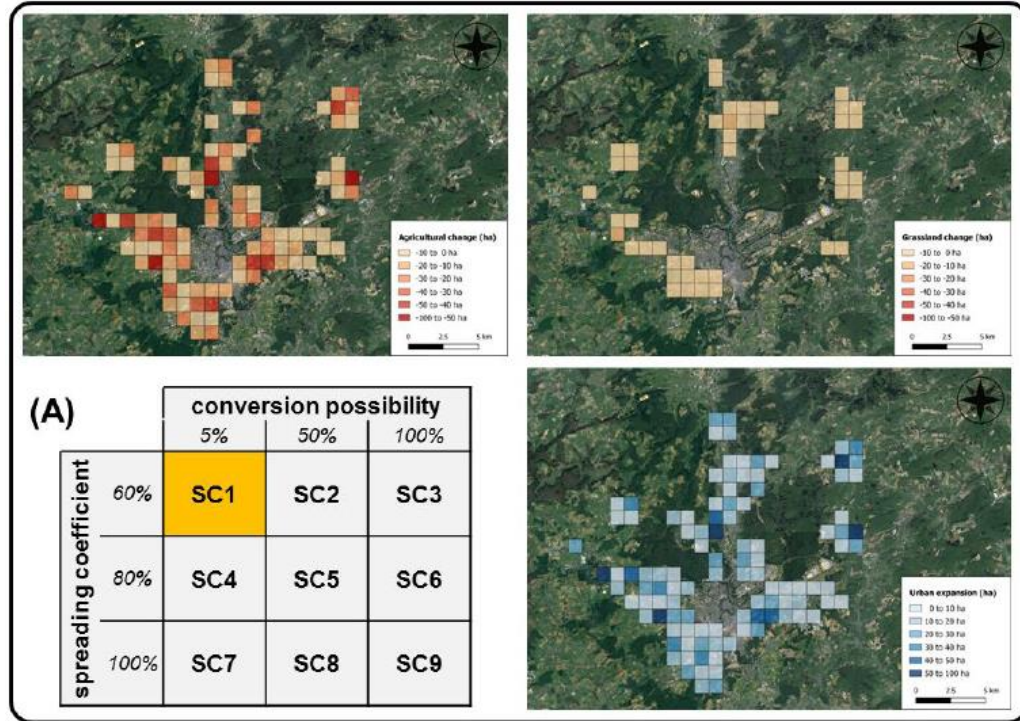 Agricultural change (ha)
-10 to 0 ha
-20 to -10 ha
-30 to -20 ha
-40 to -30 ha
-50 to -40 ha
-100 to -50 ha
0 2.5 5 km
Grassland change (ha)
-10 to 0 ha
-20 to -10 ha
-30 to -20 ha
-40 to -30 ha
-50 to -40 ha
-100 to -50 ha
0 2.5 5 km
(A)
conversion possibility
5% 50% 100%
spreading coefficient
60% SC1 SC2 SC3
80% SC4 SC5 SC6
100% SC7 SC8 SC9
Urban expansion (ha)
0 to 10 ha
10 to 20 ha
20 to 30 ha
30 to 40 ha
40 to 50 ha
50 to 100 ha
0 2.5 5 km